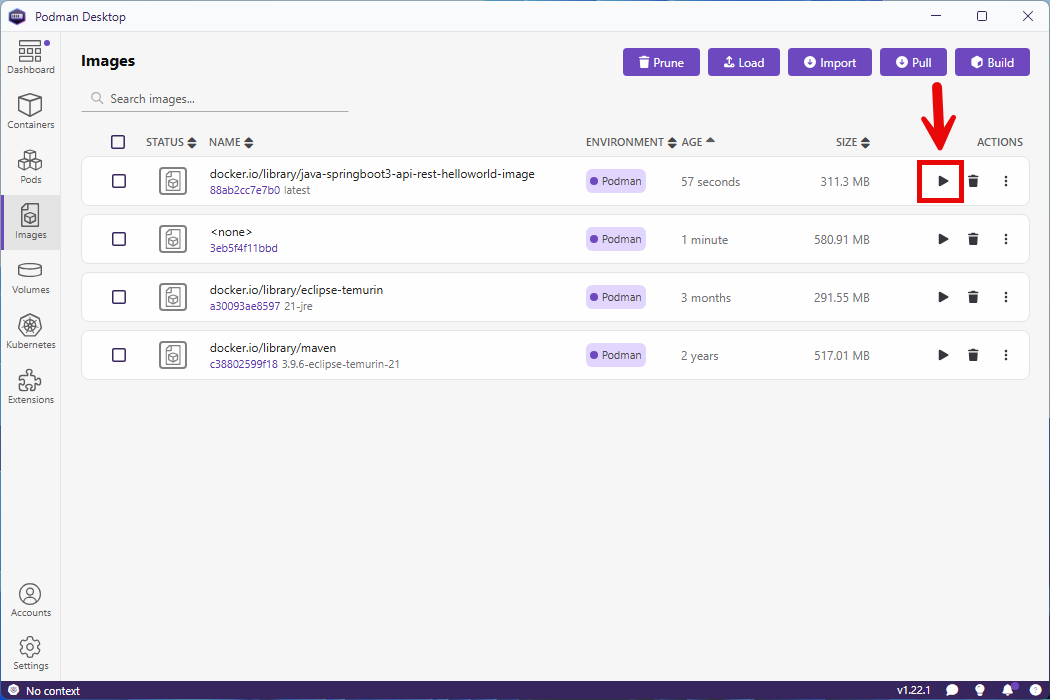 Podman Desktop
Dashboard
Containers
Pods
Images
Volumes
Kubernetes
Extensions
Accounts
Settings
Images
Prune
Load
Import
Pull
Build
Search images...
STATUS NAME ENVIRONMENT AGE SIZE ACTIONS
docker.io/library/java-springboot3-api-rest-helloworld-image
88ab2cc7e7b0 latest
Podman
57 seconds
311.3 MB
<none>
3eb5f4f11bbd
Podman
1 minute
580.91 MB
docker.io/library/eclipse-temurin
a30093ae8597 21-jre
Podman
3 months
291.55 MB
docker.io/library/maven
c38802599f18 3.9.6-eclipse-temurin-21
Podman
2 years
517.01 MB
No context
v1.22.1